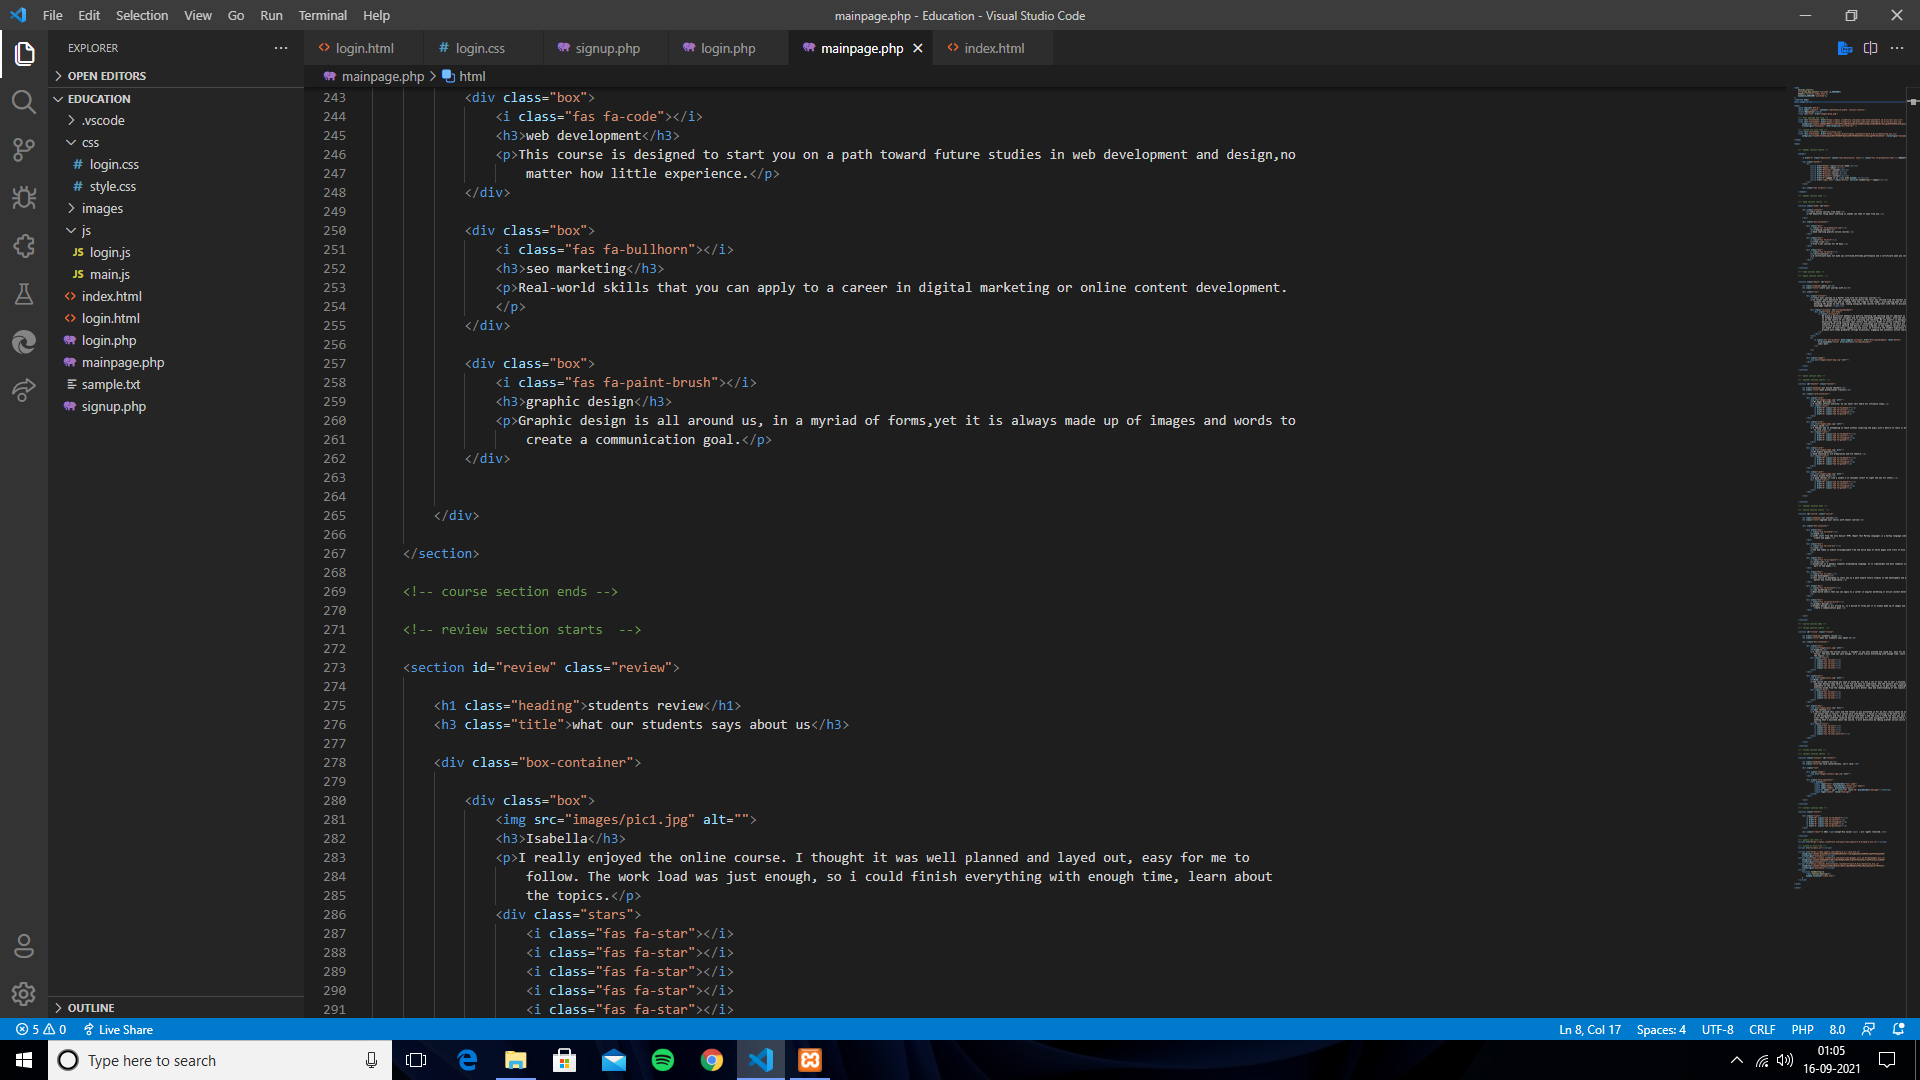 File Edit Selection View Go Run Terminal Help
mainpage.php - Education - Visual Studio Code
EXPLORER
login.html
# login.css
signup.php
login.php
mainpage.php
index.html
OPEN EDITORS
mainpage.php > html
EDUCATION
.vscode
css
# login.css
# style.css
images
js
JS login.js
JS main.js
index.html
login.html
login.php
mainpage.php
sample.txt
signup.php
OUTLINE
243 <div class="box">
244 <i class="fas fa-code"></i>
245 <h3>web development</h3>
246 <p>This course is designed to start you on a path toward future studies in web development and design,no
247 matter how little experience.</p>
248 </div>
249
250 <div class="box">
251 <i class="fas fa-bullhorn"></i>
252 <h3>seo marketing</h3>
253 <p>Real-world skills that you can apply to a career in digital marketing or online content development.
254 </p>
255 </div>
256
257 <div class="box">
258 <i class="fas fa-paint-brush"></i>
259 <h3>graphic design</h3>
260 <p>Graphic design is all around us, in a myriad of forms,yet it is always made up of images and words to
261 create a communication goal.</p>
262 </div>
263
264
265 </div>
266
267 </section>
268
269 <!-- course section ends -->
270
271 <!-- review section starts  -->
272
273 <section id="review" class="review">
274
275 <h1 class="heading">students review</h1>
276 <h3 class="title">what our students says about us</h3>
277
278 <div class="box-container">
279
280 <div class="box">
281 <img src="images/pic1.jpg" alt="">
282 <h3>Isabella</h3>
283 <p>I really enjoyed the online course. I thought it was well planned and layed out, easy for me to
284 follow. The work load was just enough, so i could finish everything with enough time, learn about
285 the topics.</p>
286 <div class="stars">
287 <i class="fas fa-star"></i>
288 <i class="fas fa-star"></i>
289 <i class="fas fa-star"></i>
290 <i class="fas fa-star"></i>
291 <i class="fas fa-star"></i>
5 0 Live Share
Ln 8, Col 17 Spaces: 4 UTF-8 CRLF PHP 8.0
Type here to search
01:05
16-09-2021